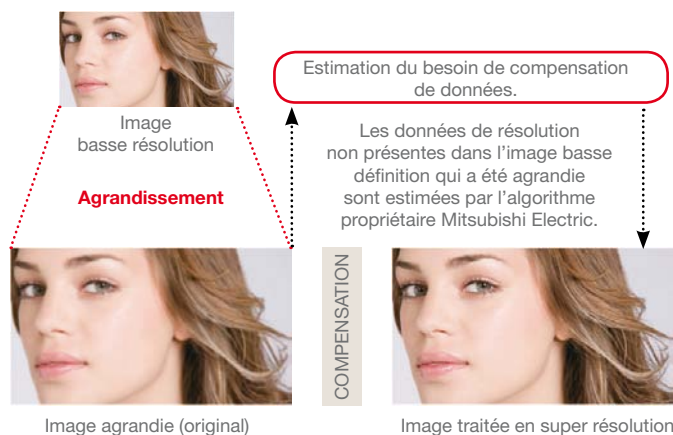 Estimation du besoin de compensation
de données.
Image
basse résolution
Les données de résolution
non présentes dans l'image basse
définition qui a été agrandie
sont estimées par l'algorithme
propriétaire Mitsubishi Electric.
Agrandissement
COMPENSATION
Image agrandie (original)
Image traitée en super résolution